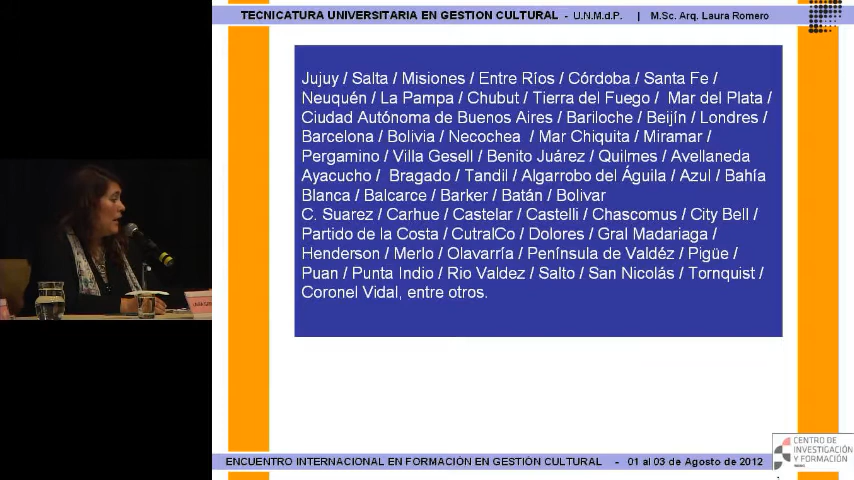 TECNICATURA UNIVERSITARIA EN GESTION CULTURAL - U.N.M.d.P. | M.Sc. Arq. Laura Romero
Jujuy / Salta / Misiones / Entre Ríos / Córdoba / Santa Fe /
Neuquén / La Pampa / Chubut / Tierra del Fuego / Mar del Plata /
Ciudad Autónoma de Buenos Aires / Bariloche / Beijín / Londres /
Barcelona / Bolivia / Necochea / Mar Chiquita / Miramar /
Pergamino / Villa Gesell / Benito Juárez / Quilmes / Avellaneda
Ayacucho / Bragado / Tandil / Algarrobo del Águila / Azul / Bahía
Blanca / Balcarce / Barker / Batán / Bolivar
C. Suarez / Carhue / Castelar / Castelli / Chascomus / City Bell /
Partido de la Costa / CutralCo / Dolores / Gral Madariaga /
Henderson / Merlo / Olavarría / Península de Valdéz / Pigüe /
Puan / Punta Indio / Rio Valdez / Salto / San Nicolás / Tornquist /
Coronel Vidal, entre otros.
CENTRO DE
INVESTIGACIÓN
Y FORMACIÓN
ENCUENTRO INTERNACIONAL EN FORMACIÓN EN GESTIÓN CULTURAL - 01 al 03 de Agosto de 2012